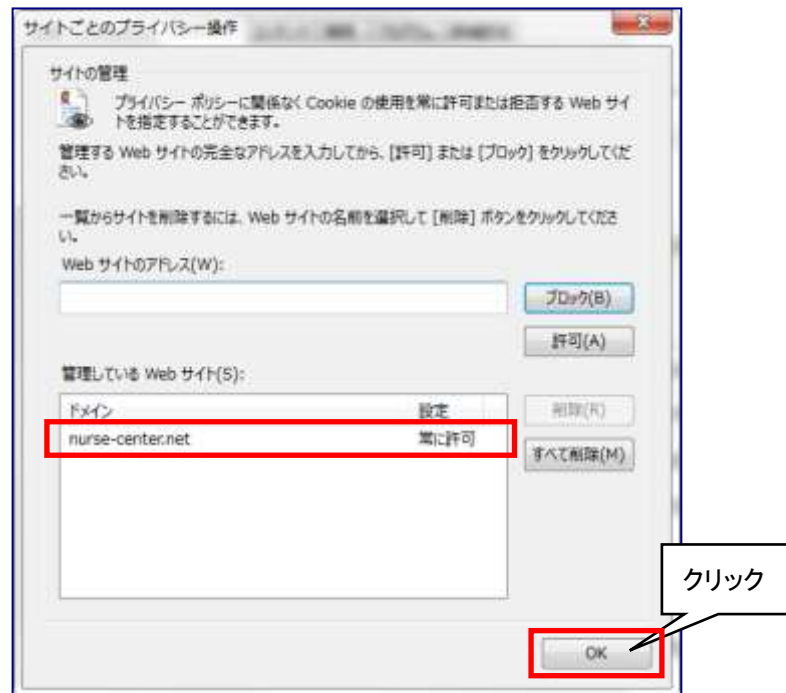 サイトごとのプライバシー操作
サイトの管理
プライバシー ポリシーに関係なく Cookie の使用を常に許可または拒否する Web サイ
トを指定することができます。
管理する Web サイトの完全なアドレスを入力してから、[許可] または [ブロック] をクリックしてくだ
さい。
一覧からサイトを削除するには、Web サイトの名前を選択して [削除] ボタンをクリックしてくださ
い。
Web サイトのアドレス(W):
ブロック(B)
許可(A)
管理している Web サイト(S):
ドメイン 設定
削除(R)
nurse-center.net 常に許可
すべて削除(M)
クリック
OK